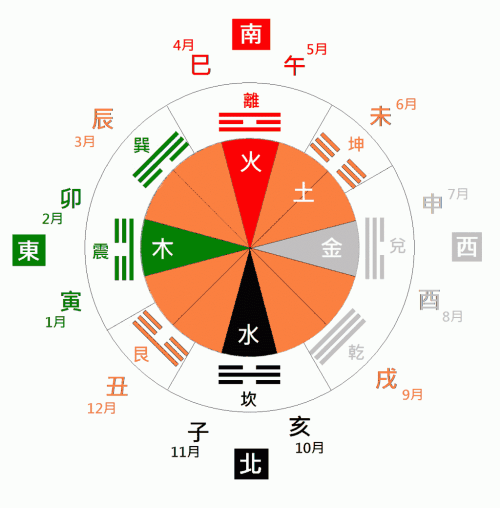 南
4月
巳
午
5月
離
辰
3月
巽
火
坤
未
6月
土
卯
2月
申
7月
東
震
木
金
兌
西
寅
1月
酉
8月
水
艮
乾
丑
12月
坎
戌
9月
子
11月
亥
10月
北